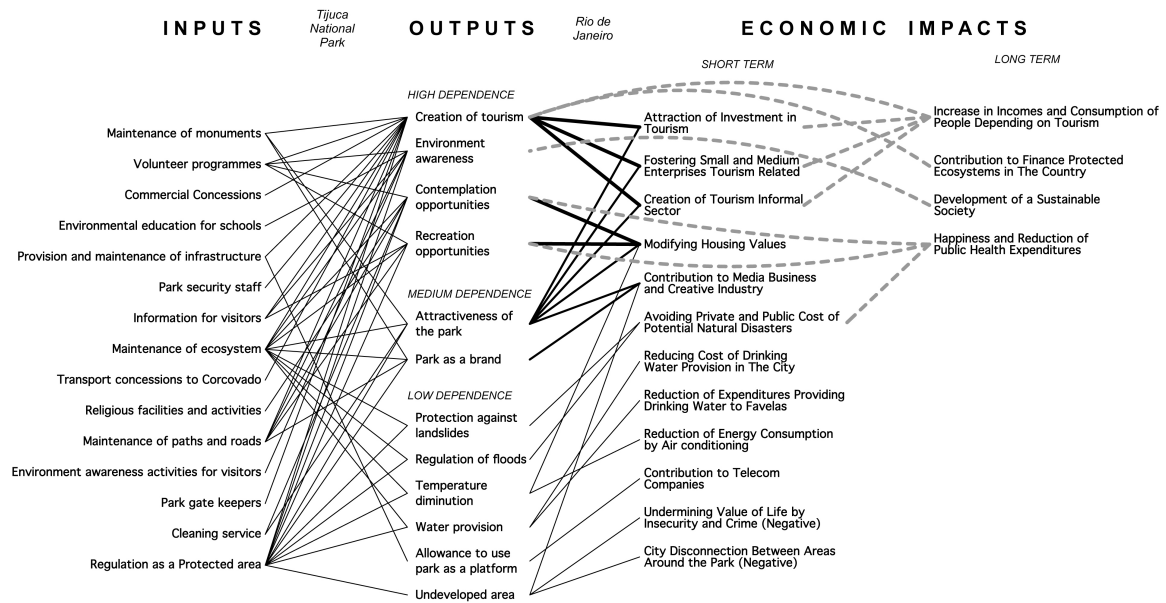 INPUTS
Tijuca
National
Park
OUTPUTS
Rio de
Janeiro
ECONOMIC IMPACTS
SHORT TERM
LONG TERM
Maintenance of monuments
Volunteer programmes
Commercial Concessions
Environmental education for schools
Provision and maintenance of infrastructure
Park security staff
Information for visitors
Maintenance of ecosystem
Transport concessions to Corcovado
Religious facilities and activities
Maintenance of paths and roads
Environment awareness activities for visitors
Park gate keepers
Cleaning service
Regulation as a Protected area
HIGH DEPENDENCE
Creation of tourism
Environment
awareness
Contemplation
opportunities
Recreation
opportunities
MEDIUM DEPENDENCE
Attractiveness of
the park
Park as a brand
LOW DEPENDENCE
Protection against
landslides
Regulation of floods
Temperature
diminution
Water provision
Allowance to use
park as a platform
Undeveloped area
Attraction of Investment in
Tourism
Fostering Small and Medium
Enterprises Tourism Related
Creation of Tourism Informal
Sector
Modifying Housing Values
Contribution to Media Business
and Creative Industry
Avoiding Private and Public Cost of
Potential Natural Disasters
Reducing Cost of Drinking
Water Provision in The City
Reduction of Expenditures Providing
Drinking Water to Favelas
Reduction of Energy Consumption
by Air conditioning
Contribution to Telecom
Companies
Undermining Value of Life by
Insecurity and Crime (Negative)
City Disconnection Between Areas
Around the Park (Negative)
Increase in Incomes and Consumption of
People Depending on Tourism
Contribution to Finance Protected
Ecosystems in The Country
Development of a Sustainable
Society
Happiness and Reduction of
Public Health Expenditures